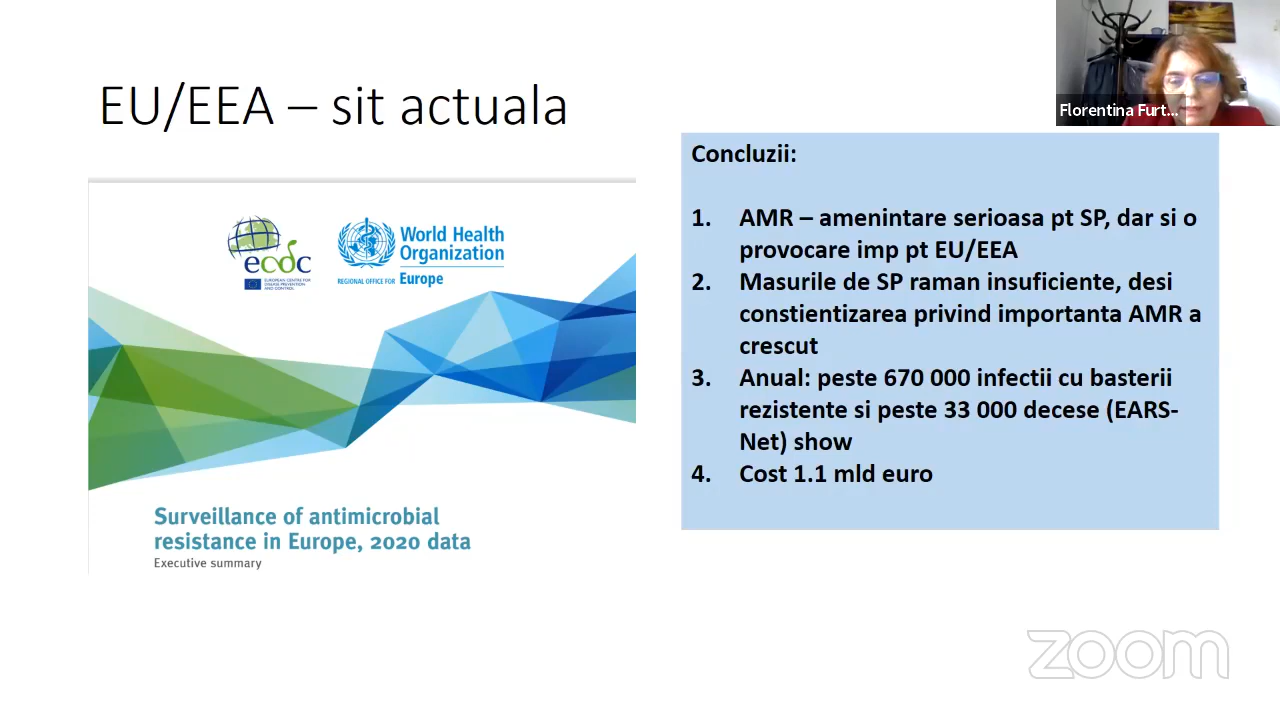 EU/EEA – sit actuala
Florentina Furt...
Concluzii:
1. AMR – amenintare serioasa pt SP, dar si o
provocare imp pt EU/EEA
2. Masurile de SP raman insuficiente, desi
constientizarea privind importanta AMR a
crescut
3. Anual: peste 670 000 infectii cu basterii
rezistente si peste 33 000 decese (EARS-
Net) show
4. Cost 1.1 mld euro
ecdc
EUROPEAN CENTRE FOR
DISEASE PREVENTION
AND CONTROL
World Health
Organization
REGIONAL OFFICE FOR Europe
Surveillance of antimicrobial
resistance in Europe, 2020 data
Executive summary
zoom